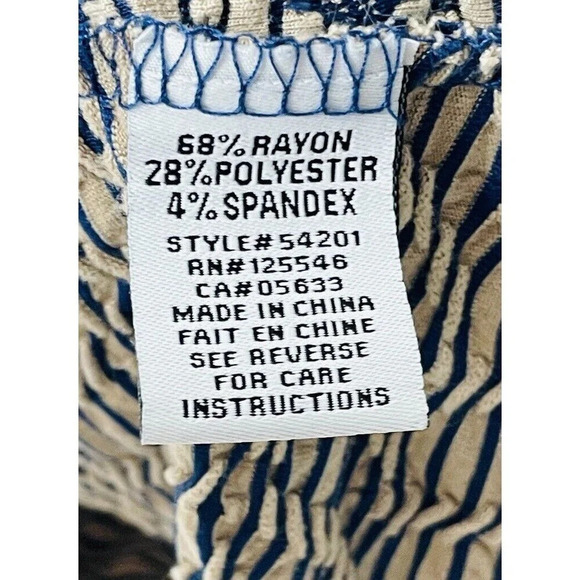 68% RAYON
28% POLYESTER
4% SPANDEX
STYLE# 54201
RN# 125546
CA# 05633
MADE IN CHINA
FAIT EN CHINE
SEE REVERSE
FOR CARE
INSTRUCTIONS